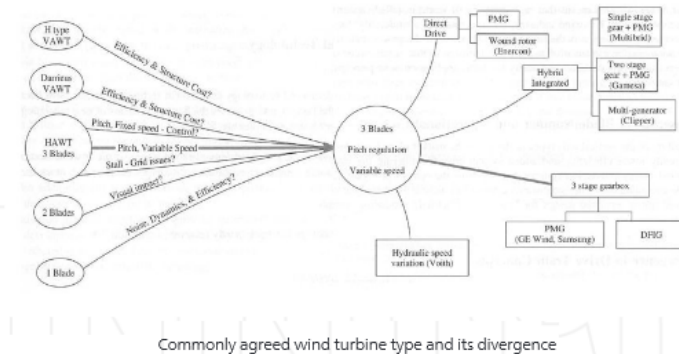 H type
VAWT
Darrieus
VAWT
HAWT
3 Blades
2 Blades
1 Blade
Efficiency & Structure Cost?
Efficiency & Structure Cost?
Pitch, Fixed speed - Control?
Pitch, Variable Speed
Stall - Grid issues?
Visual impact?
Noise, Dynamics, & Efficiency?
3 Blades
Pitch regulation
Variable speed
Direct
Drive
PMG
Wound rotor
(Enercon)
Hybrid
Integrated
Single stage
gear + PMG
(Multibrid)
Two stage
gear + PMG
(Gamesa)
Multi-generator
(Clipper)
3 stage gearbox
PMG
(GE Wind, Samsung)
DFIG
Hydraulic speed
variation (Voith)
Commonly agreed wind turbine type and its divergence